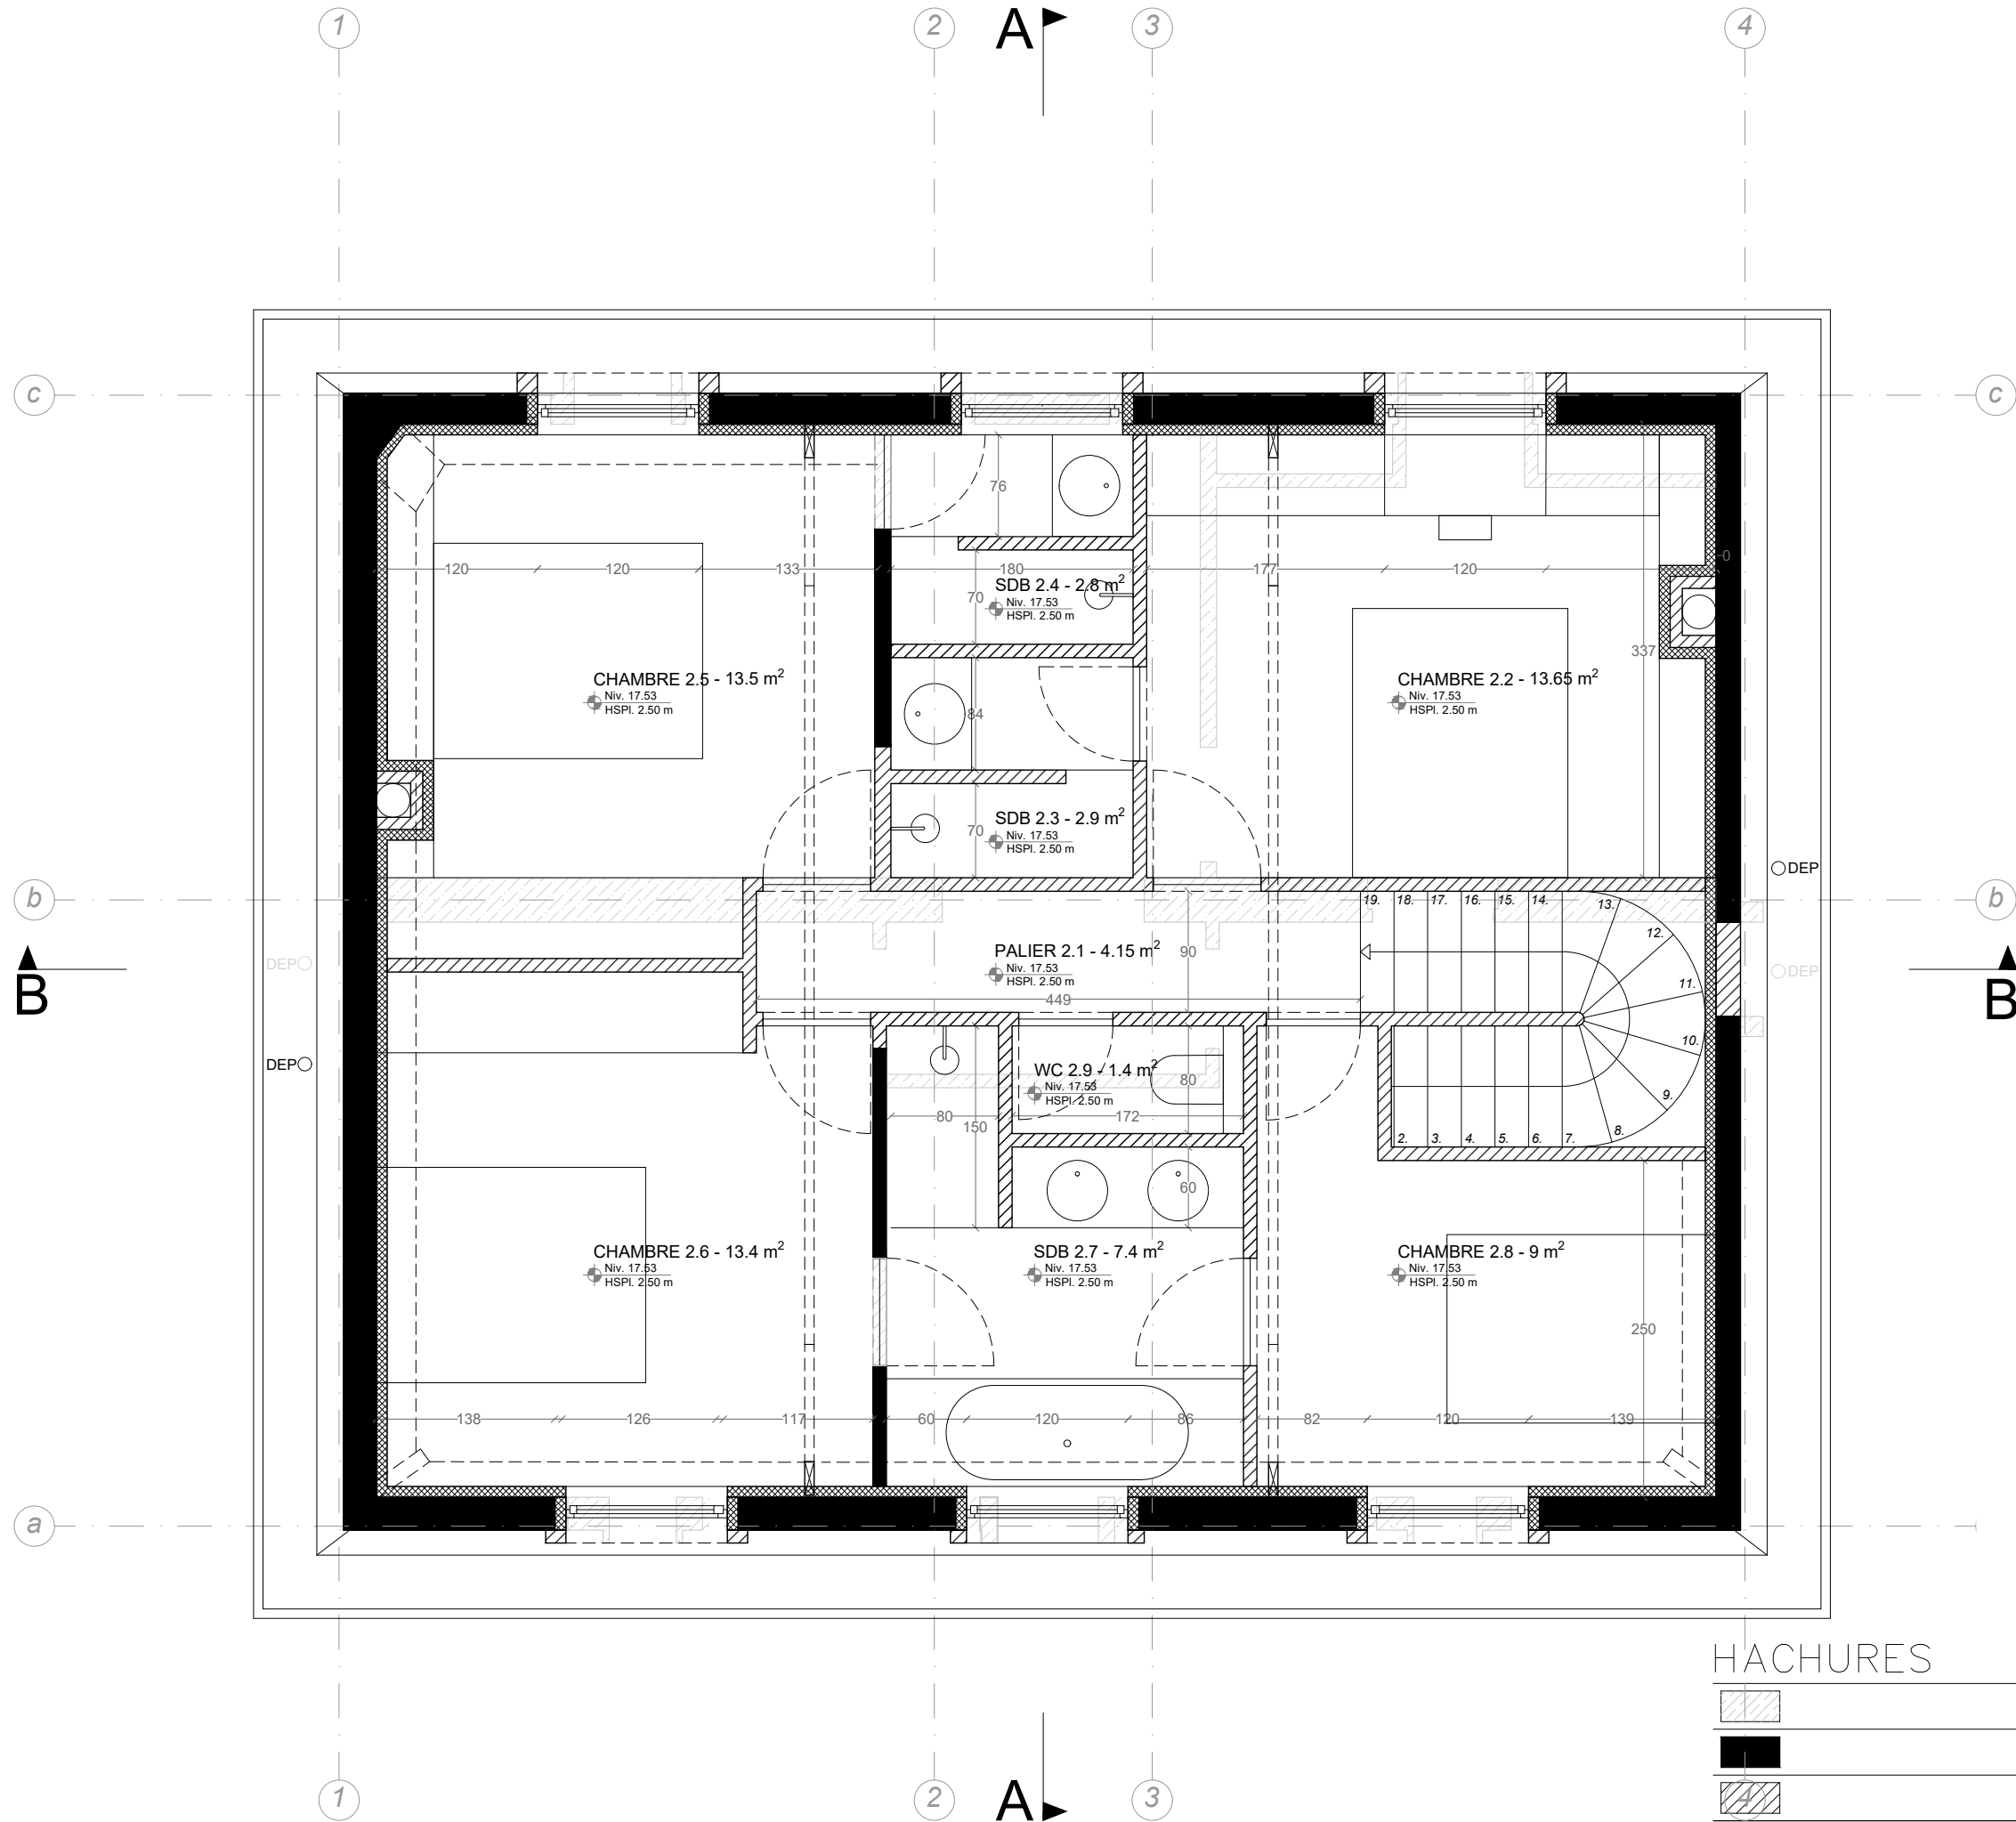 1
2
A
3
4
c
c
76
120
120
133
180
177
120
0
SDB 2.4 - 2.8 m²
Niv. 17.53
HSPl. 2.50 m
70
337
CHAMBRE 2.5 - 13.5 m²
Niv. 17.53
HSPl. 2.50 m
CHAMBRE 2.2 - 13.65 m²
Niv. 17.53
HSPl. 2.50 m
84
SDB 2.3 - 2.9 m²
Niv. 17.53
HSPl. 2.50 m
70
DEP
b
b
19.
18.
17.
16.
15.
14.
13.
12.
11.
10.
9.
8.
PALIER 2.1 - 4.15 m²
Niv. 17.53
HSPl. 2.50 m
90
449
DEP
DEP
B
B
DEP
WC 2.9 - 1.4 m²
Niv. 17.53
HSPl. 2.50 m
80
80
150
172
2.
3.
4.
5.
6.
7.
60
CHAMBRE 2.6 - 13.4 m²
Niv. 17.53
HSPl. 2.50 m
SDB 2.7 - 7.4 m²
Niv. 17.53
HSPl. 2.50 m
CHAMBRE 2.8 - 9 m²
Niv. 17.53
HSPl. 2.50 m
250
138
126
117
60
120
86
82
120
139
a
HACHURES
1
2
A
3
4